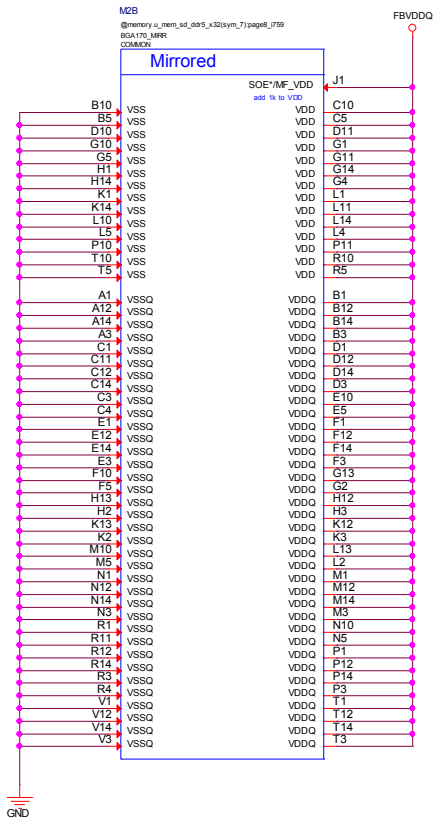 M2B
@memory.u_mem_sd_ddr5_x32(sym_7):page8_i759
BGA170_MIRR
COMMON
FBVDDQ
Mirrored
SOE*/MF_VDD J1
add 1k to VDD
B10 VSS VDD C10
B5 VSS VDD C5
D10 VSS VDD D11
G10 VSS VDD G1
G5 VSS VDD G11
H1 VSS VDD G14
H14 VSS VDD G4
K1 VSS VDD L1
K14 VSS VDD L11
L10 VSS VDD L14
L5 VSS VDD L4
P10 VSS VDD P11
T10 VSS VDD R10
T5 VSS VDD R5
A1 VSSQ VDDQ B1
A12 VSSQ VDDQ B12
A14 VSSQ VDDQ B14
A3 VSSQ VDDQ B3
C1 VSSQ VDDQ D1
C11 VSSQ VDDQ D12
C12 VSSQ VDDQ D14
C14 VSSQ VDDQ D3
C3 VSSQ VDDQ E10
C4 VSSQ VDDQ E5
E1 VSSQ VDDQ F1
E12 VSSQ VDDQ F12
E14 VSSQ VDDQ F14
E3 VSSQ VDDQ F3
F10 VSSQ VDDQ G13
F5 VSSQ VDDQ G2
H13 VSSQ VDDQ H12
H2 VSSQ VDDQ H3
K13 VSSQ VDDQ K12
K2 VSSQ VDDQ K3
M10 VSSQ VDDQ L13
M5 VSSQ VDDQ L2
N1 VSSQ VDDQ M1
N12 VSSQ VDDQ M12
N14 VSSQ VDDQ M14
N3 VSSQ VDDQ M3
R1 VSSQ VDDQ N10
R11 VSSQ VDDQ N5
R12 VSSQ VDDQ P1
R14 VSSQ VDDQ P12
R3 VSSQ VDDQ P14
R4 VSSQ VDDQ P3
V1 VSSQ VDDQ T1
V12 VSSQ VDDQ T12
V14 VSSQ VDDQ T14
V3 VSSQ VDDQ T3
GND